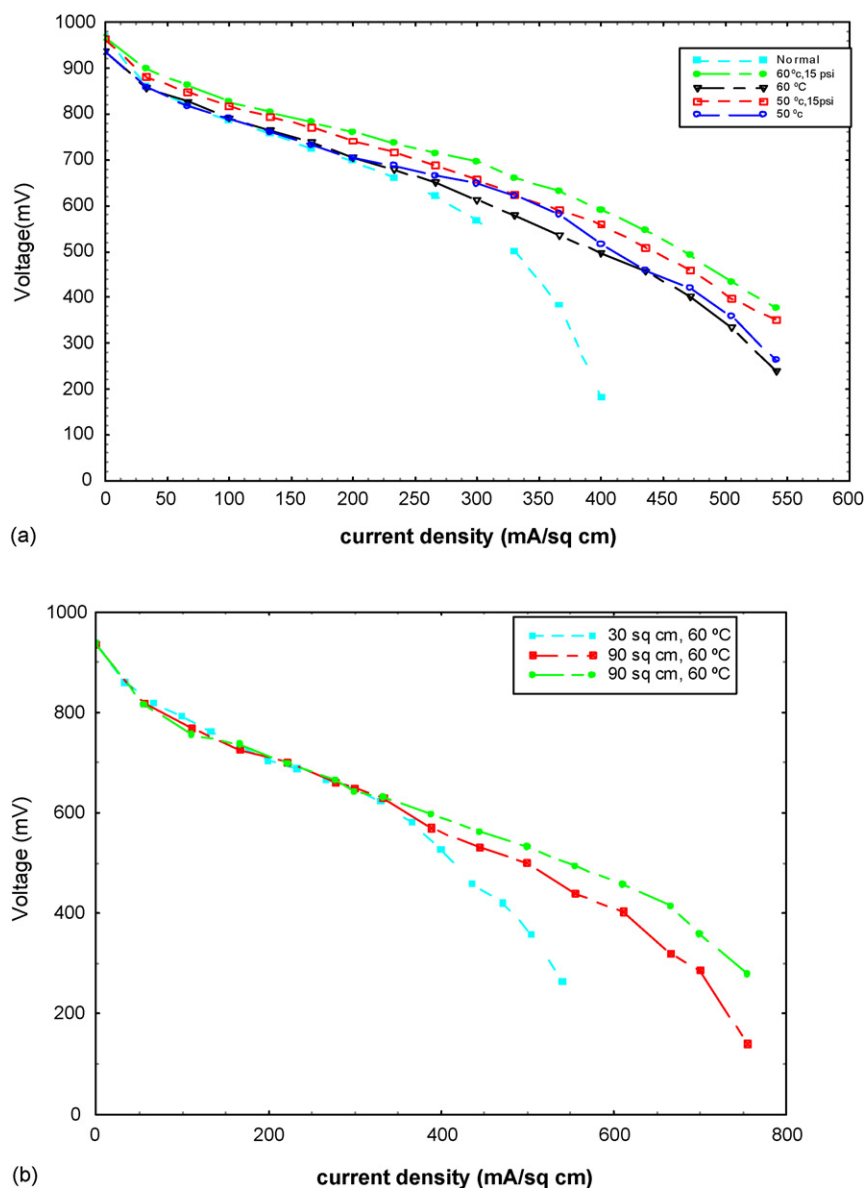 1000
900
800
700
600
500
400
300
200
100
0
Voltage(mV)
Normal
60ºc,15 psi
60 ºC
50 ºc,15psi
50 ºc
0 50 100 150 200 250 300 350 400 450 500 550 600
(a)
current density (mA/sq cm)
1000
800
600
400
200
0
Voltage (mV)
30 sq cm, 60 ºC
90 sq cm, 60 ºC
90 sq cm, 60 ºC
0 200 400 600 800
(b)
current density (mA/sq cm)